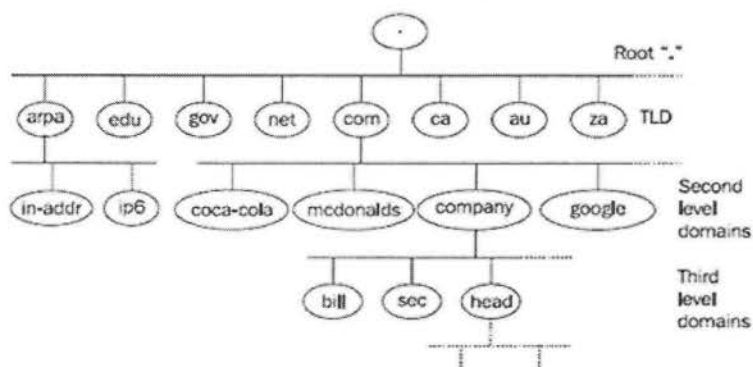 .
Root "."
arpa edu gov net com ca au za TLD
in-addr ip6 coca-cola mcdonalds company google Second level domains
bill sec head Third level domains